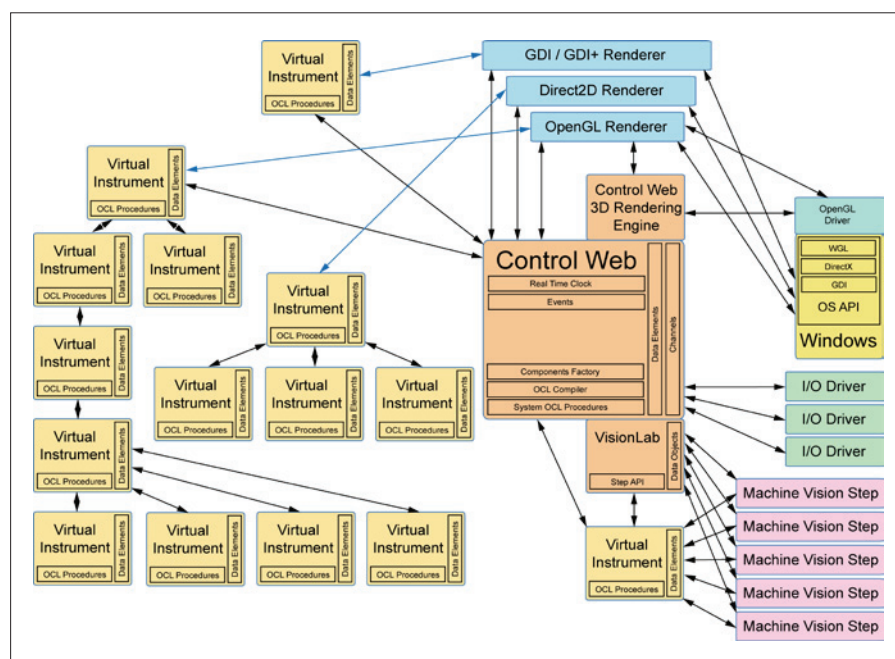 GDI / GDI+ Renderer
Virtual
Instrument
OCL Procedures
Data Elements
Direct2D Renderer
OpenGL Renderer
Virtual
Instrument
OCL Procedures
Data Elements
Control Web
3D Rendering
Engine
OpenGL
Driver
WGL
DirectX
GDI
OS API
Windows
Virtual
Instrument
OCL Procedures
Data Elements
Virtual
Instrument
OCL Procedures
Data Elements
Control Web
Real Time Clock
Events
Components Factory
OCL Compiler
System OCL Procedures
Data Elements
Channels
Virtual
Instrument
OCL Procedures
Data Elements
Virtual
Instrument
OCL Procedures
Data Elements
Virtual
Instrument
OCL Procedures
Data Elements
Virtual
Instrument
OCL Procedures
Data Elements
Virtual
Instrument
OCL Procedures
Data Elements
I/O Driver
I/O Driver
I/O Driver
Virtual
Instrument
OCL Procedures
Data Elements
VisionLab
Step API
Data Objects
Machine Vision Step
Machine Vision Step
Machine Vision Step
Machine Vision Step
Machine Vision Step
Virtual
Instrument
OCL Procedures
Data Elements
Virtual
Instrument
OCL Procedures
Data Elements
Virtual
Instrument
OCL Procedures
Data Elements
Virtual
Instrument
OCL Procedures
Data Elements
Virtual
Instrument
OCL Procedures
Data Elements